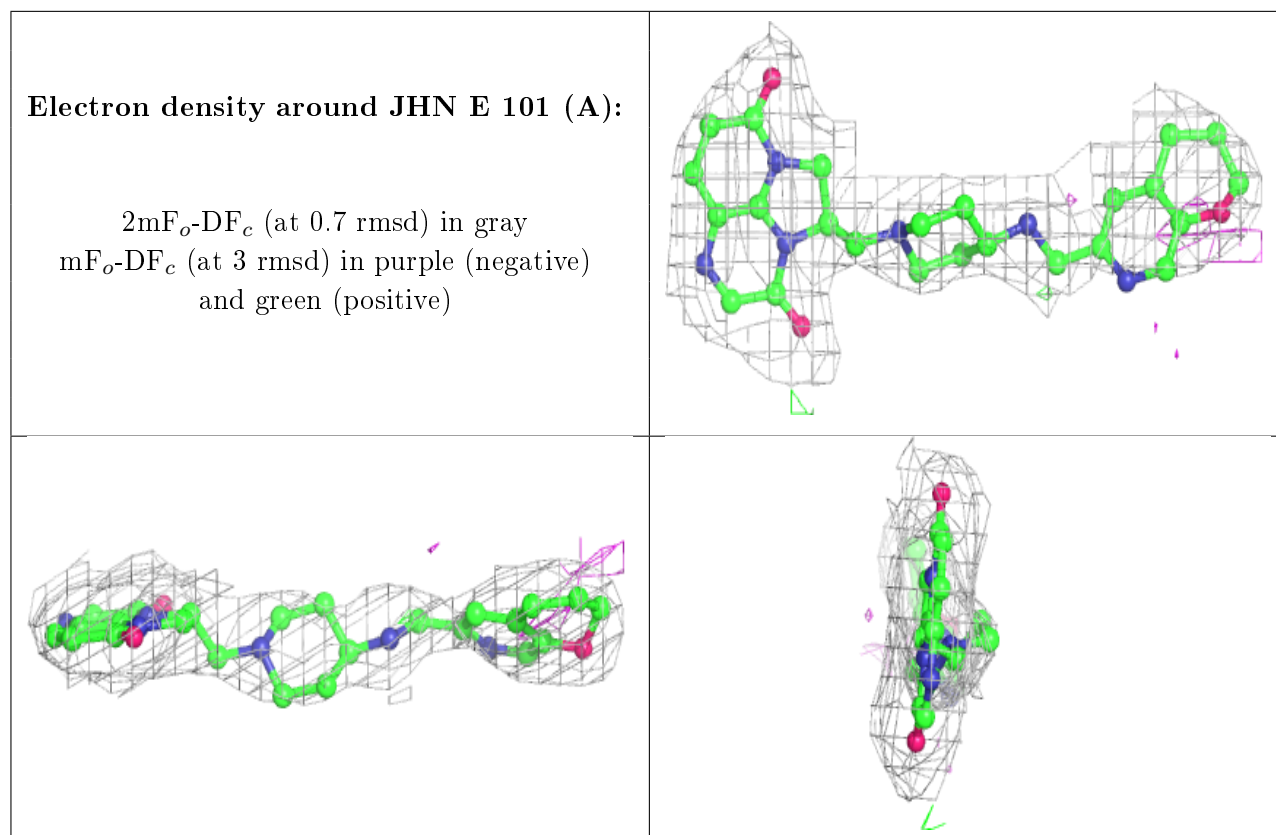 Electron density around JHN E 101 (A):
2mFₒ-DF𝒸 (at 0.7 rmsd) in gray
mFₒ-DF𝒸 (at 3 rmsd) in purple (negative)
and green (positive)